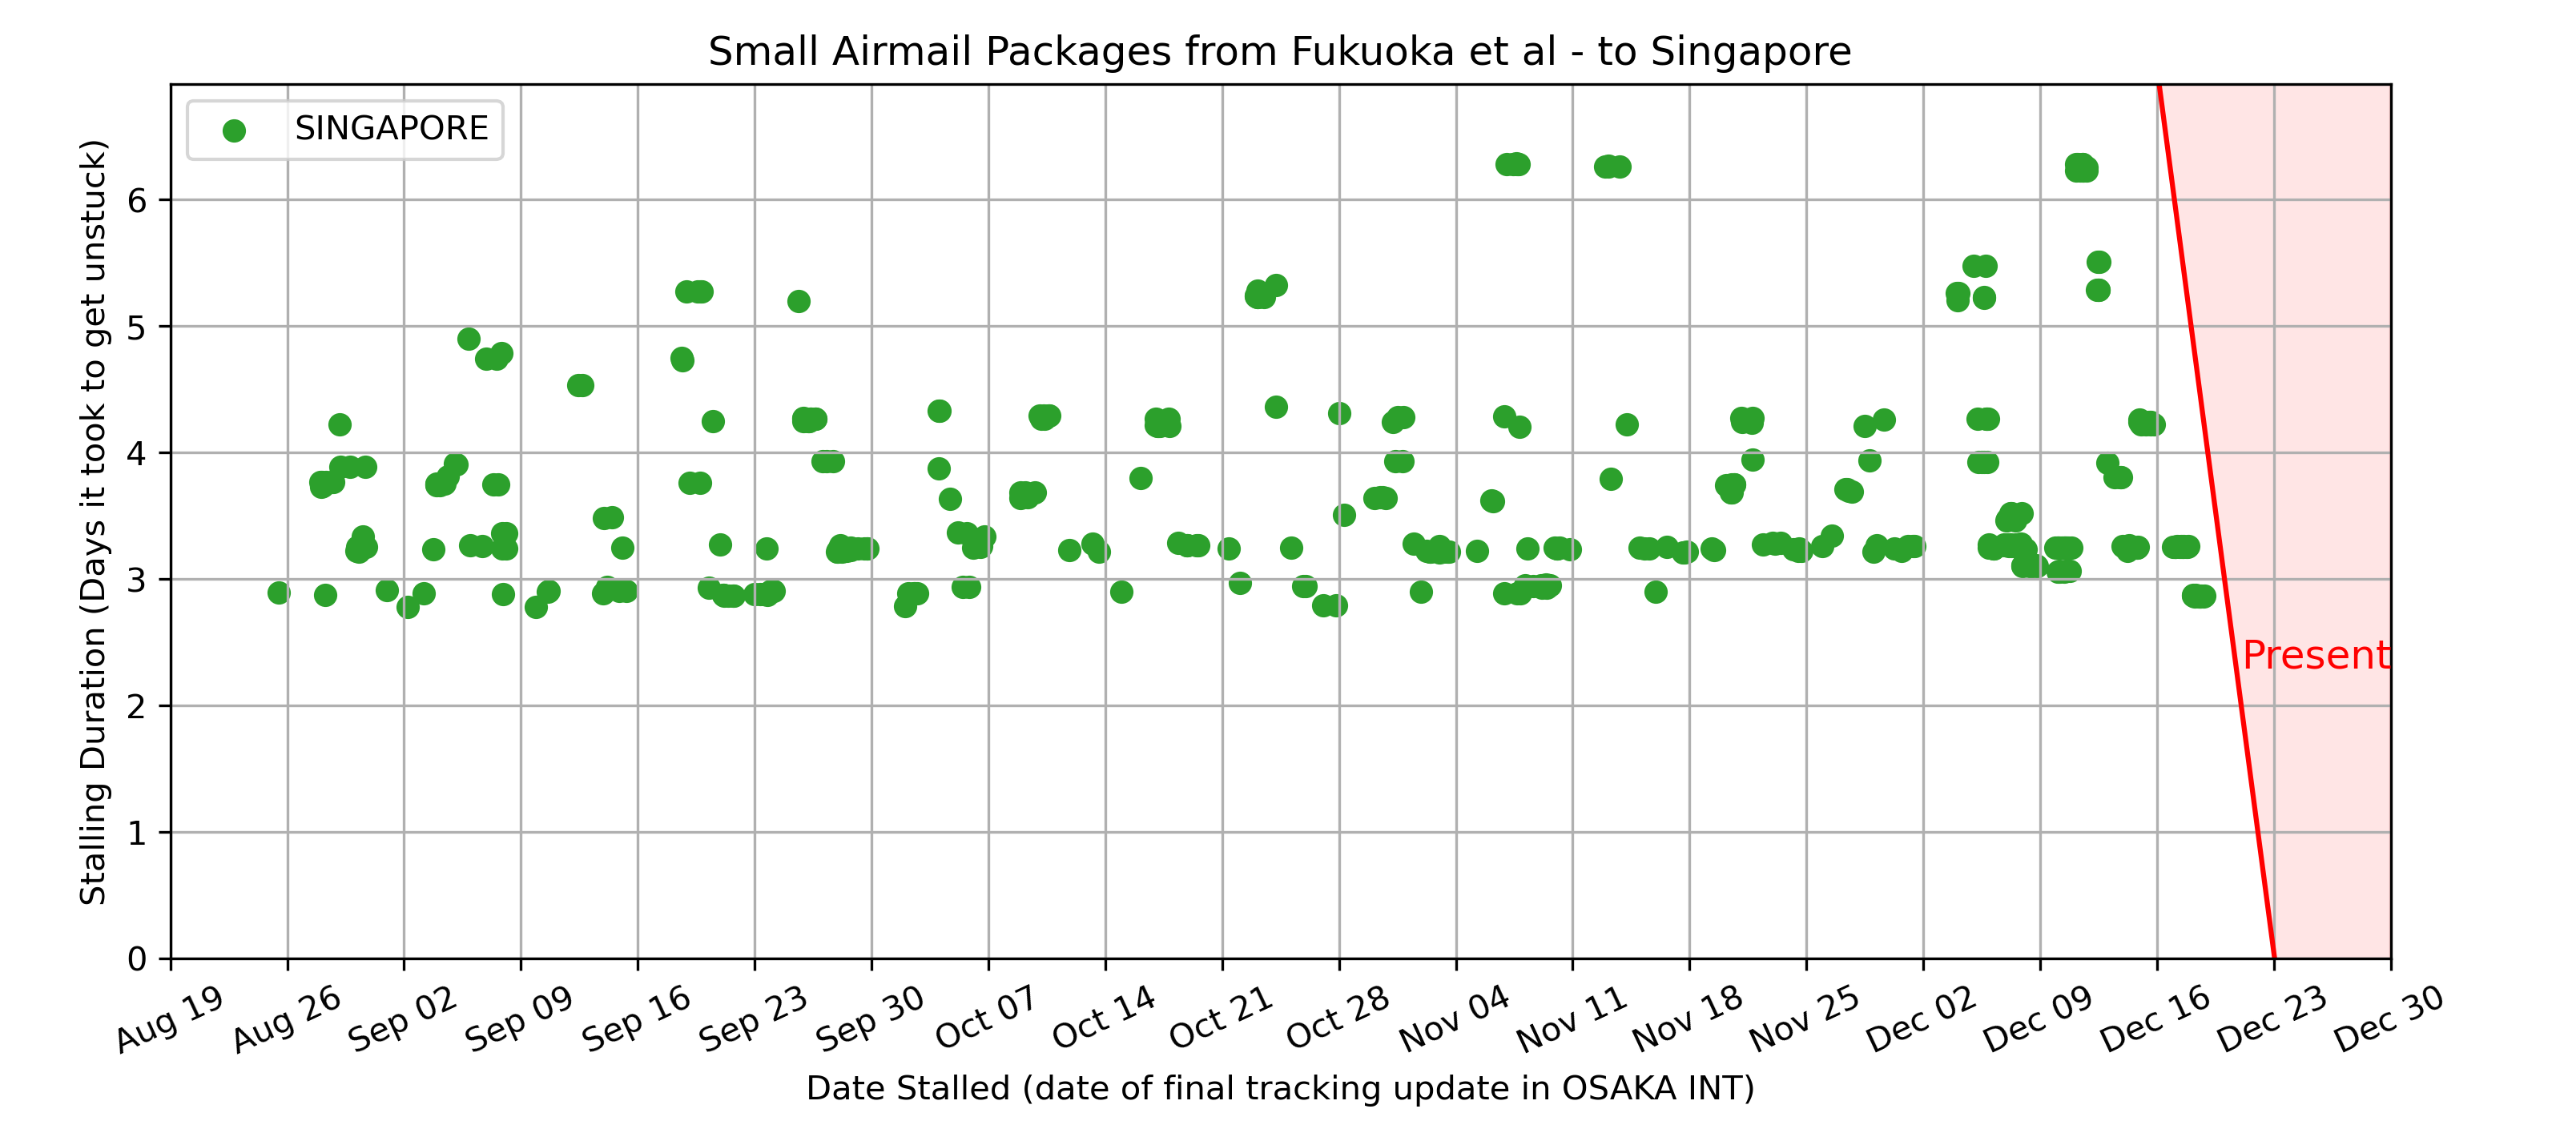 Small Airmail Packages from Fukuoka et al - to Singapore
SINGAPORE
Stalling Duration (Days it took to get unstuck)
6
5
4
3
2
1
0
Present
Aug 19
Aug 26
Sep 02
Sep 09
Sep 16
Sep 23
Sep 30
Oct 07
Oct 14
Oct 21
Oct 28
Nov 04
Nov 11
Nov 18
Nov 25
Dec 02
Dec 09
Dec 16
Dec 23
Dec 30
Date Stalled (date of final tracking update in OSAKA INT)